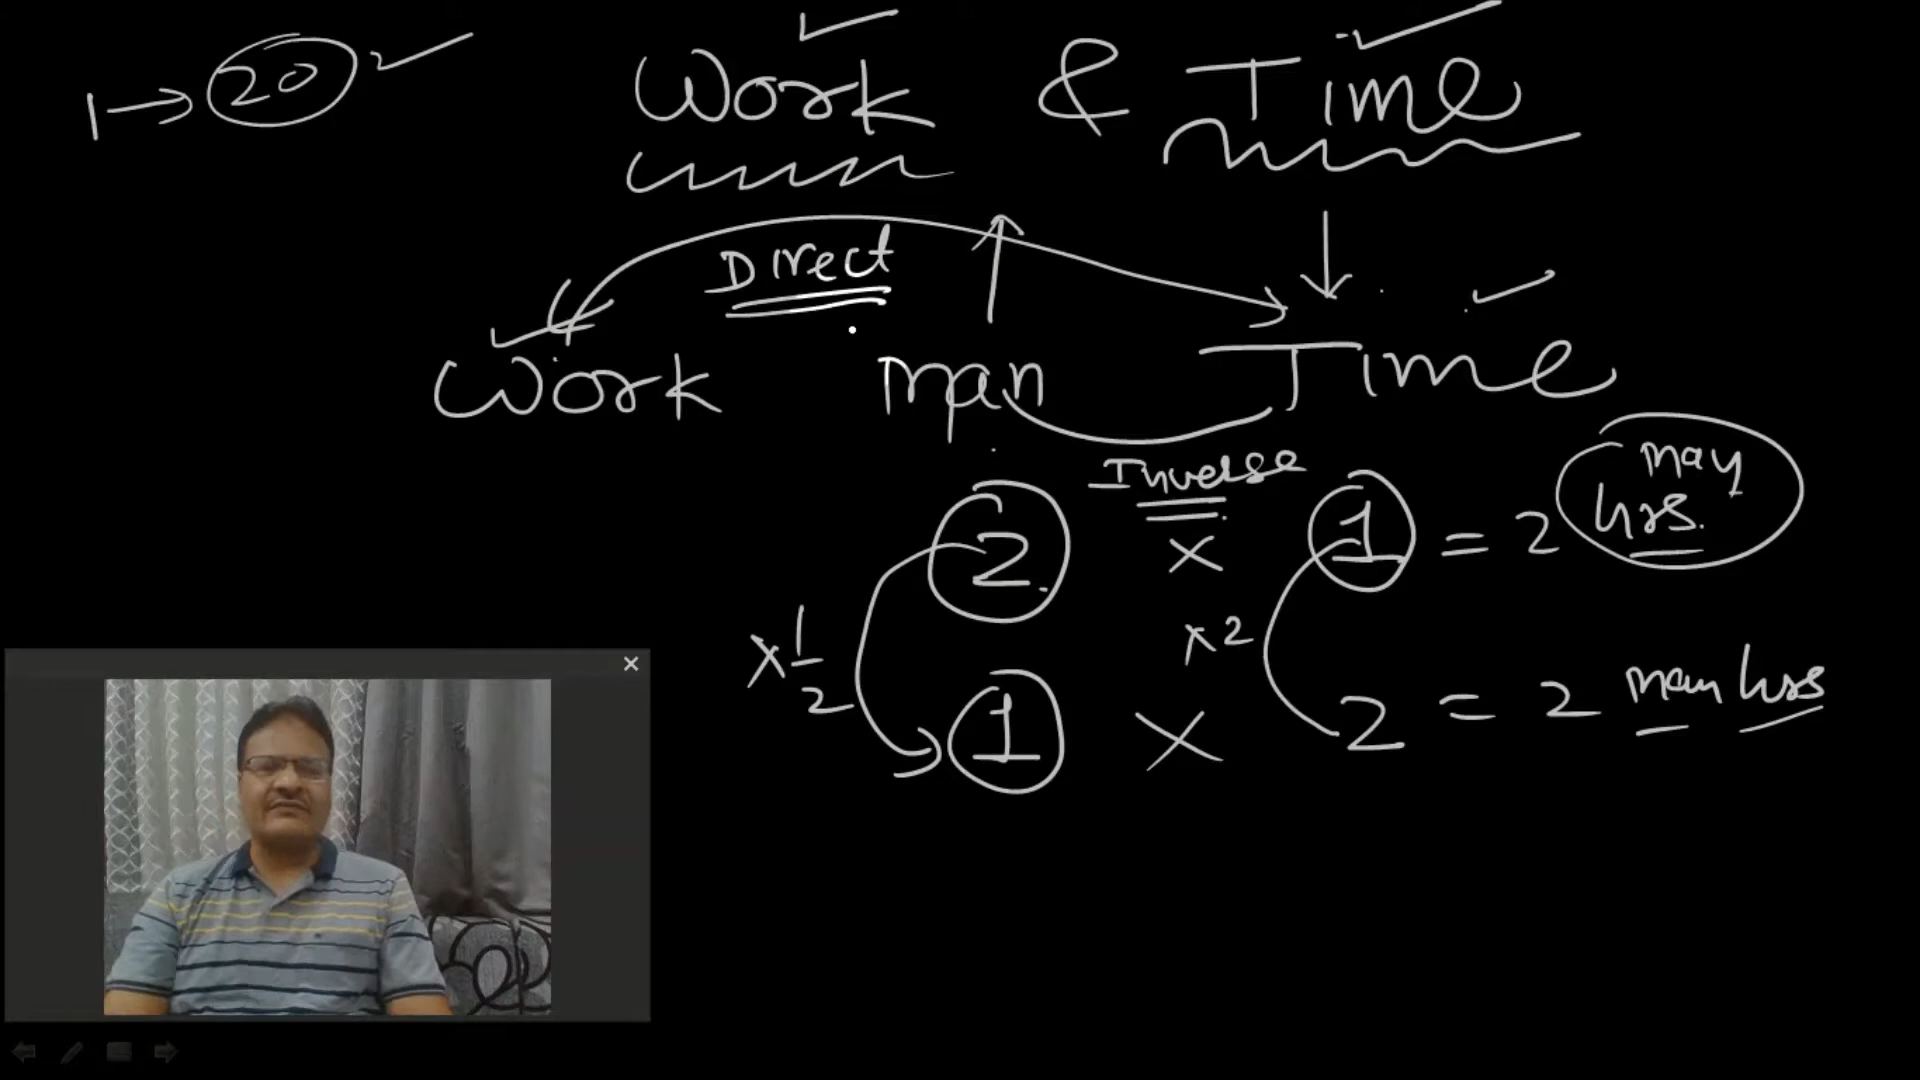 1 → 20 Work & Time
Direct
Work man Time
Inverse
2 × 1 = 2 man hrs.
×1/2 ×2
1 × 2 = 2 man hrs